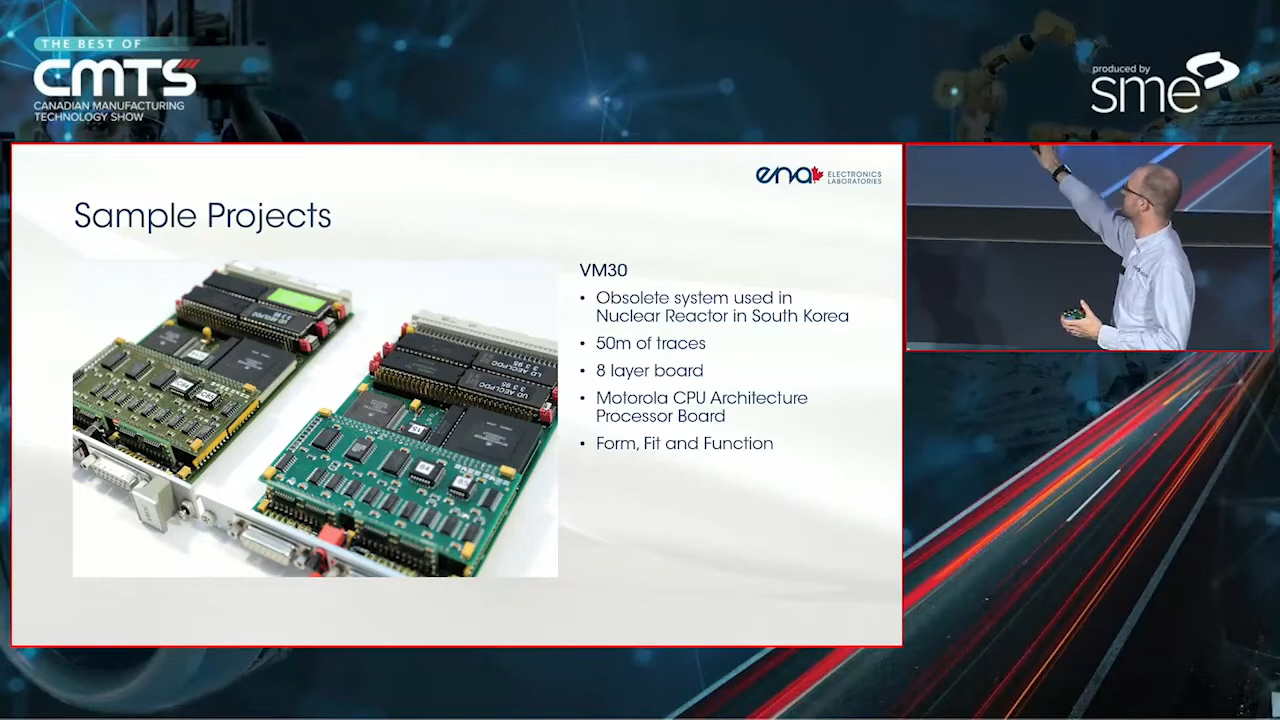 THE BEST OF
CMTS
CANADIAN MANUFACTURING
TECHNOLOGY SHOW
produced by
sme
ena ELECTRONICS
LABORATORIES
Sample Projects
VM30
• Obsolete system used in
Nuclear Reactor in South Korea
• 50m of traces
• 8 layer board
• Motorola CPU Architecture
Processor Board
• Form, Fit and Function